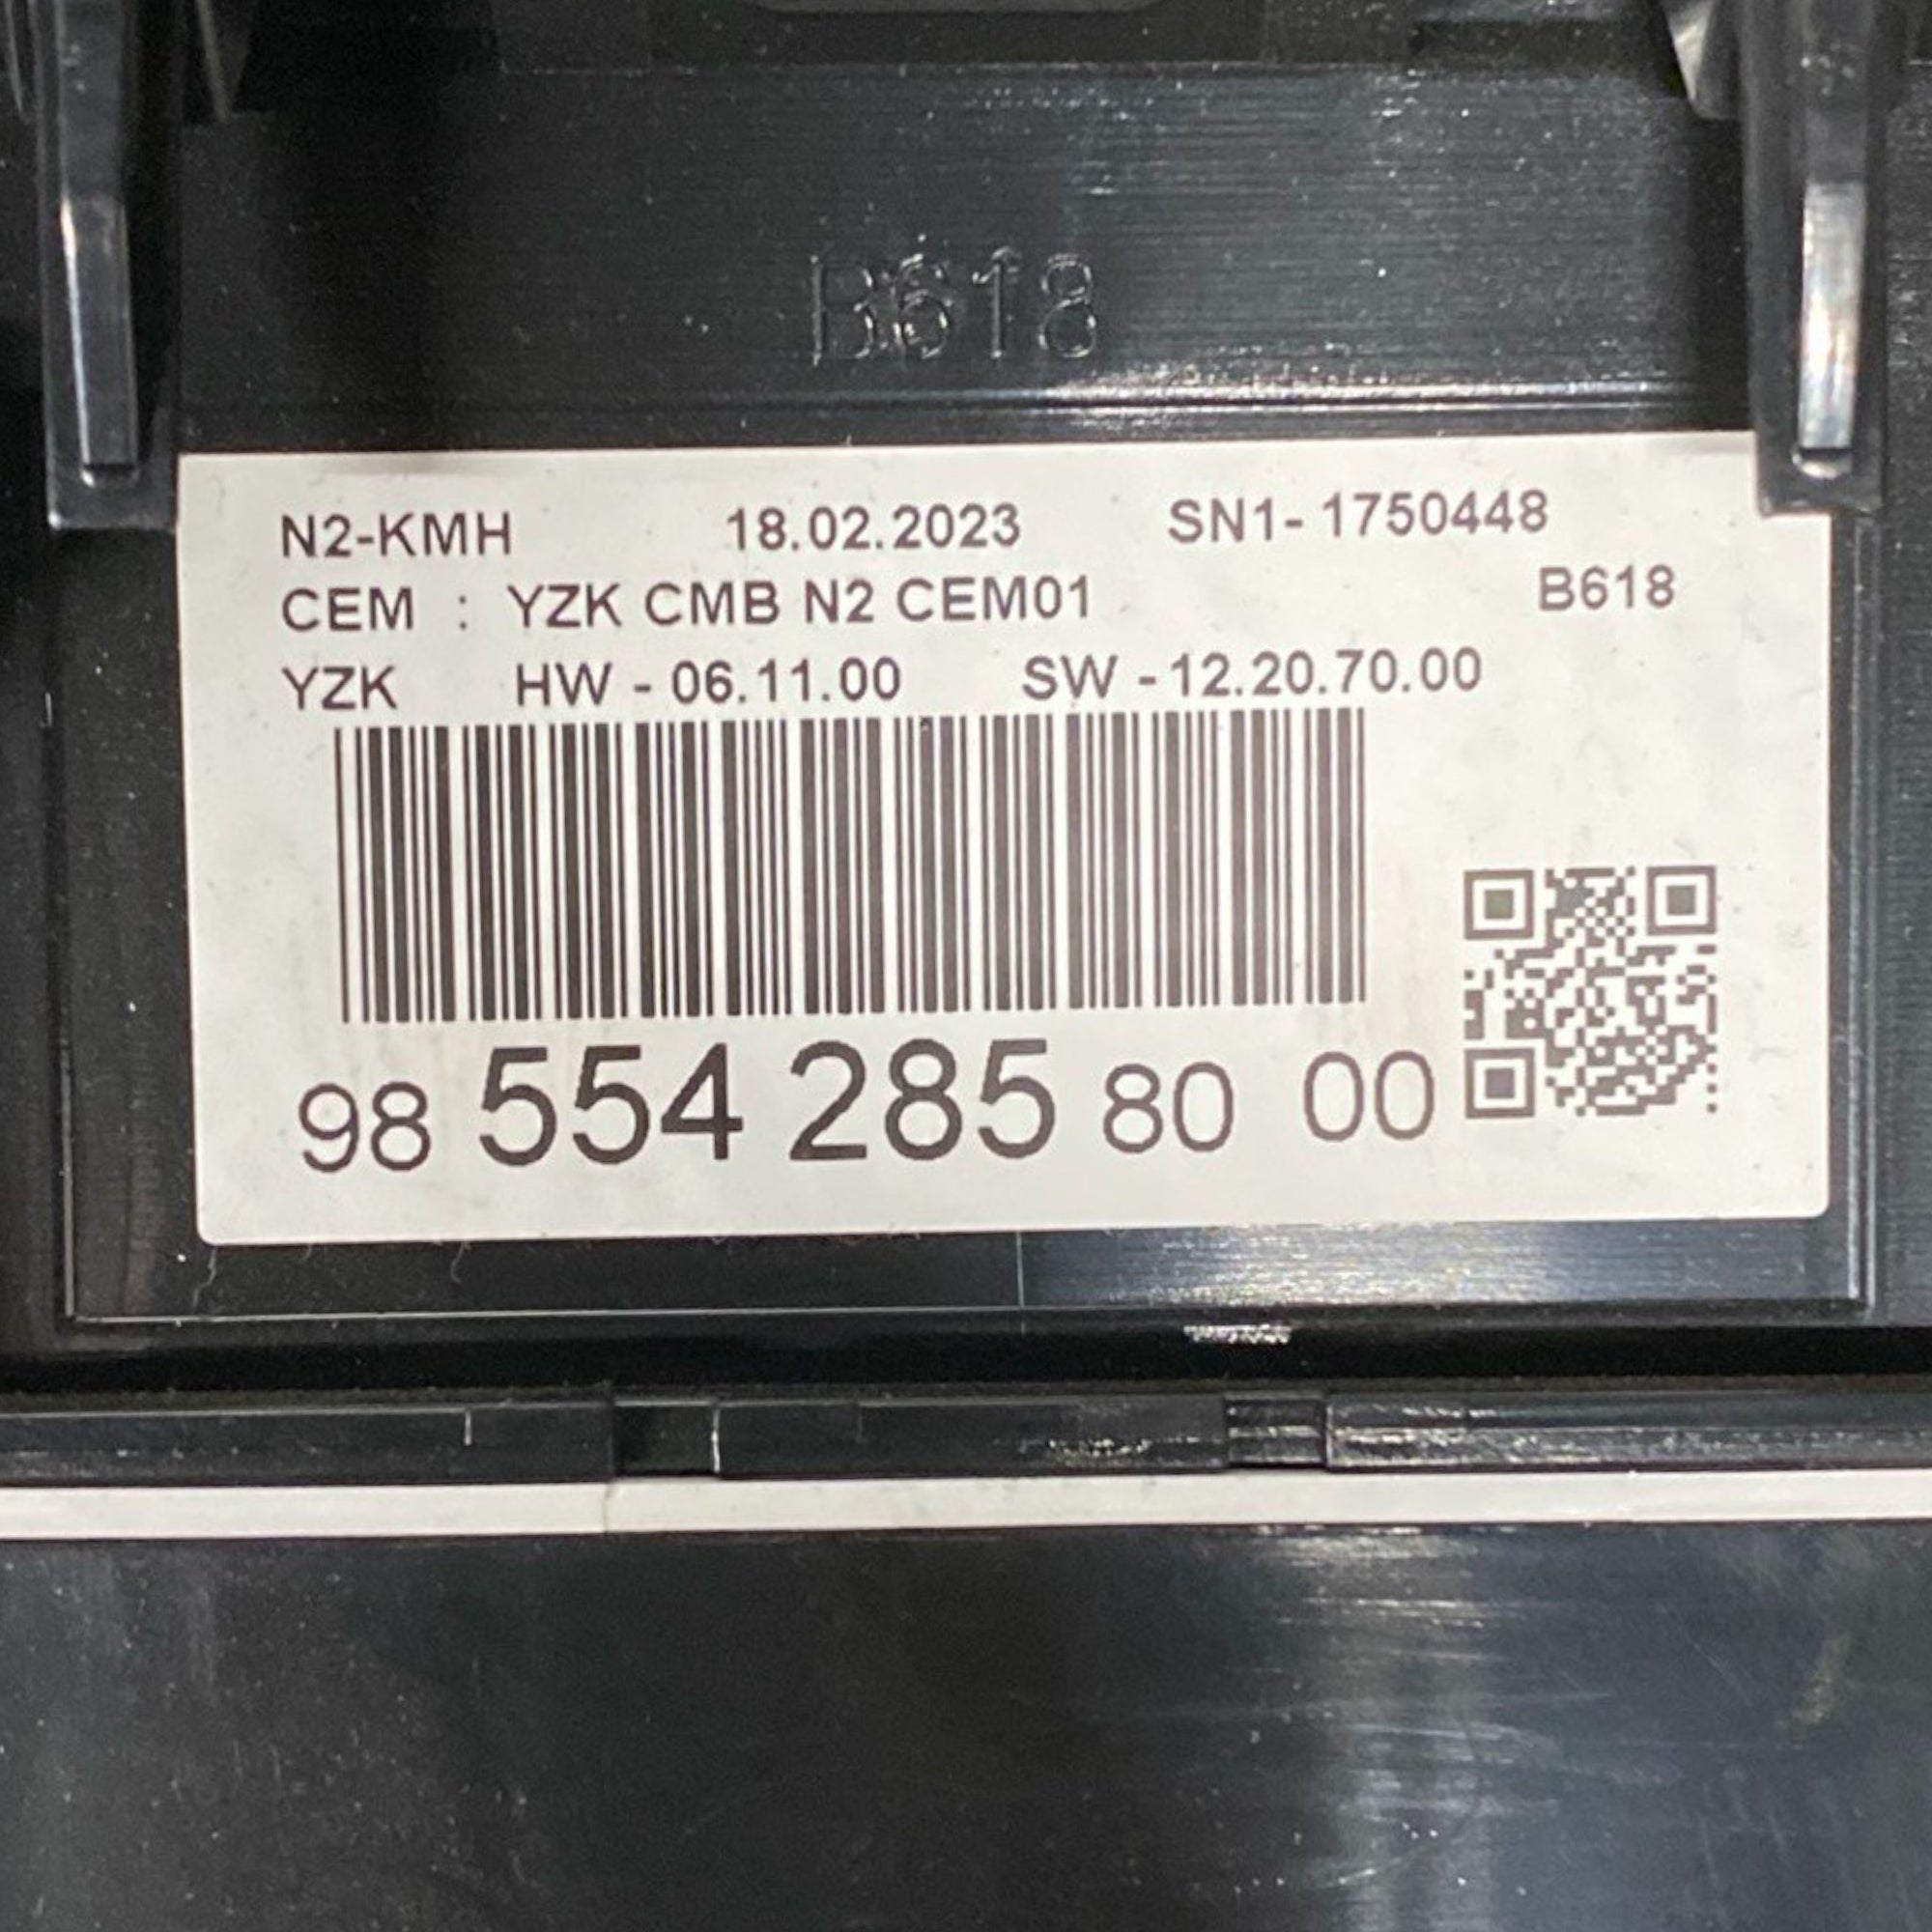 B618
N2-KMH 18.02.2023 SN1- 1750448
CEM : YZK CMB N2 CEM01 B618
YZK HW - 06.11.00 SW - 12.20.70.00
98 554 285 80 00